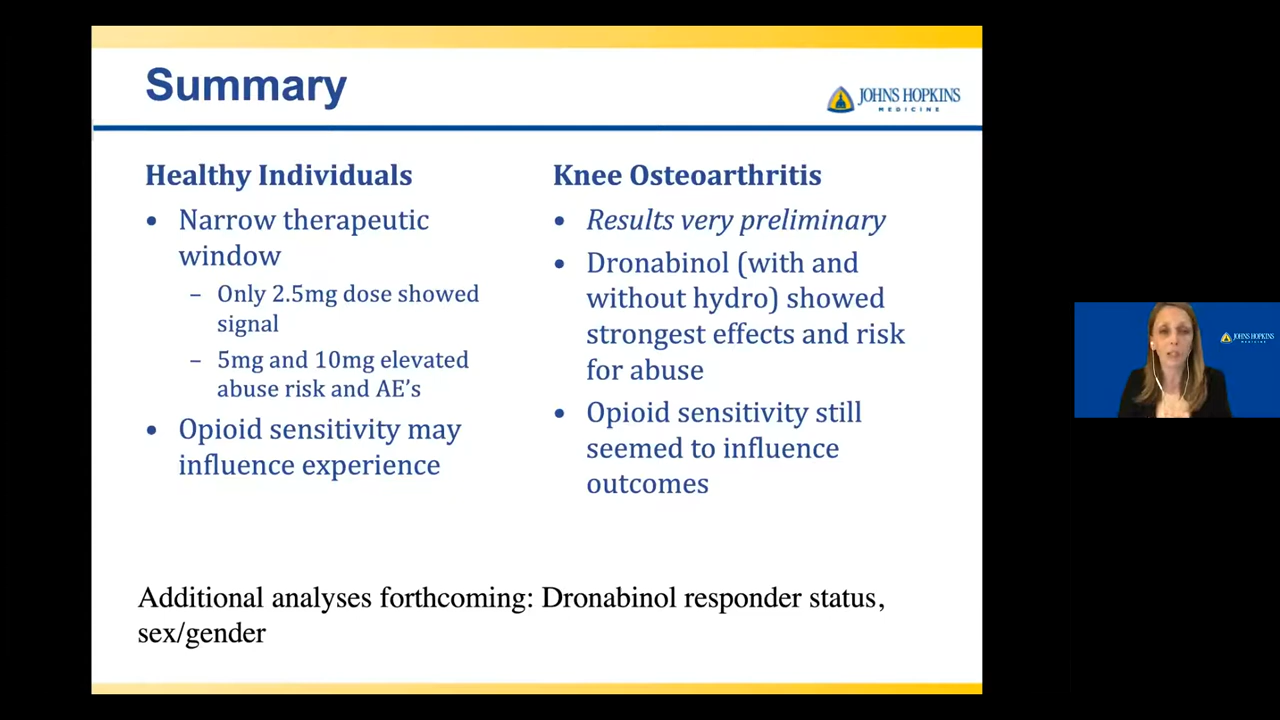 Summary
JOHNS HOPKINS
MEDICINE
Healthy Individuals
• Narrow therapeutic
window
– Only 2.5mg dose showed
signal
– 5mg and 10mg elevated
abuse risk and AE's
• Opioid sensitivity may
influence experience
Knee Osteoarthritis
• Results very preliminary
• Dronabinol (with and
without hydro) showed
strongest effects and risk
for abuse
• Opioid sensitivity still
seemed to influence
outcomes
Additional analyses forthcoming: Dronabinol responder status,
sex/gender
JOHNS HOPKINS